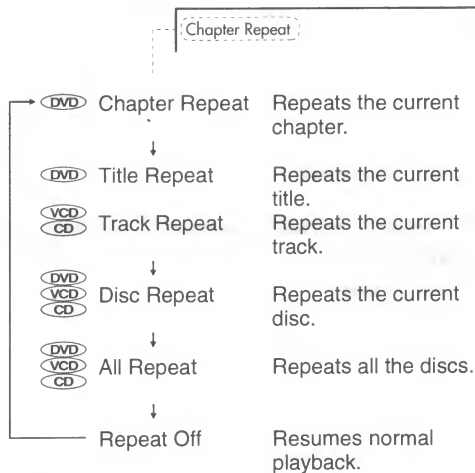 Chapter Repeat
DVD Chapter Repeat Repeats the current
chapter.
DVD Title Repeat Repeats the current
title.
VCD
CD Track Repeat Repeats the current
track.
DVD
VCD Disc Repeat Repeats the current
CD disc.
DVD
VCD All Repeat Repeats all the discs.
CD
Repeat Off Resumes normal
playback.